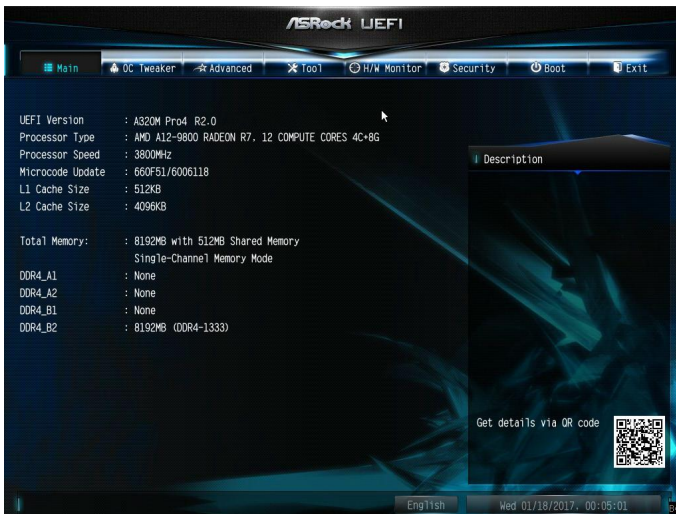 ASRock UEFI
Main OC Tweaker Advanced Tool H/W Monitor Security Boot Exit
UEFI Version : A320M Pro4 R2.0
Processor Type : AMD A12-9800 RADEON R7, 12 COMPUTE CORES 4C+8G
Processor Speed : 3800MHz
Microcode Update : 660F51/6006118
L1 Cache Size : 512KB
L2 Cache Size : 4096KB
Total Memory: : 8192MB with 512MB Shared Memory
Single-Channel Memory Mode
DDR4_A1 : None
DDR4_A2 : None
DDR4_B1 : None
DDR4_B2 : 8192MB (DDR4-1333)
Description
Get details via QR code
English Wed 01/18/2017. 00:05:01